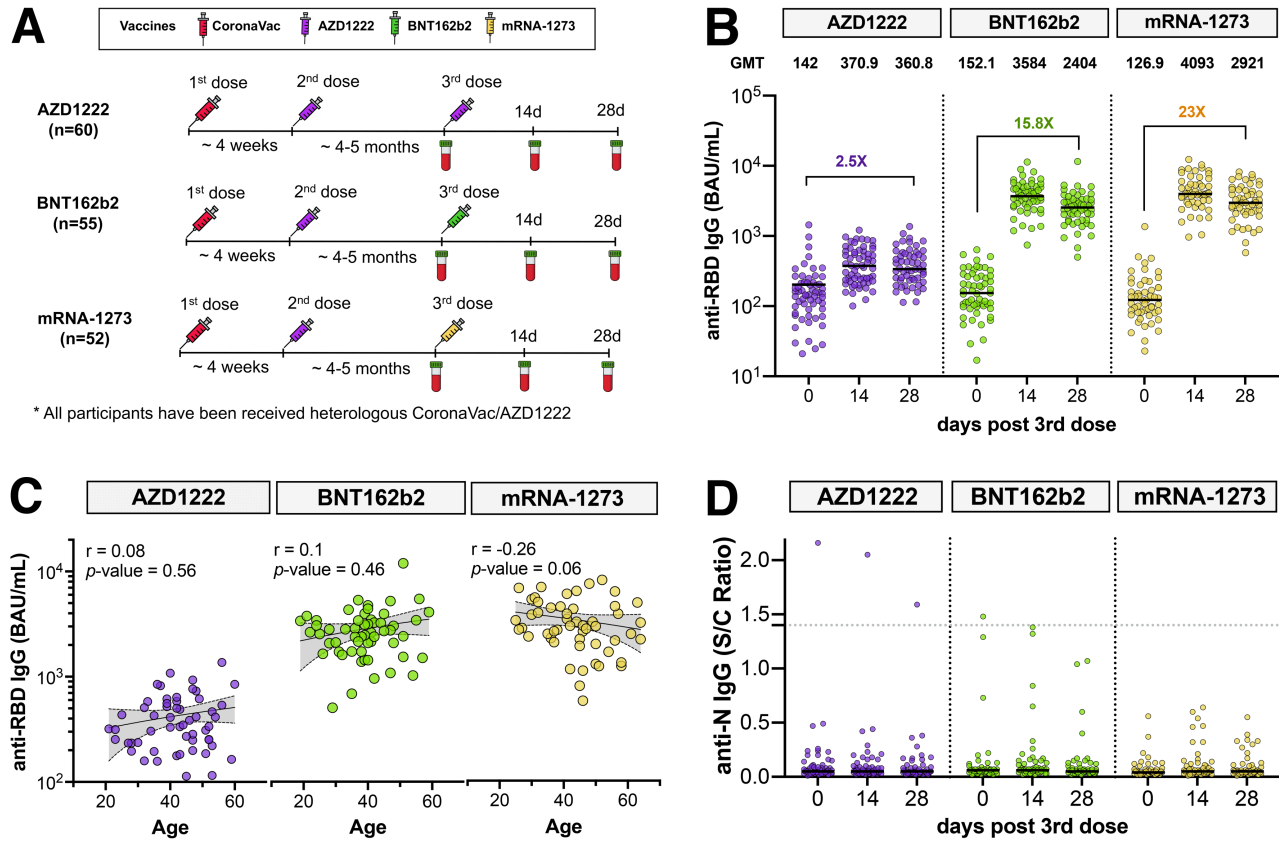 A
Vaccines CoronaVac AZD1222 BNT162b2 mRNA-1273
1st dose 2nd dose 3rd dose
AZD1222
(n=60)
14d 28d
~ 4 weeks ~ 4-5 months
1st dose 2nd dose 3rd dose
BNT162b2
(n=55)
14d 28d
~ 4 weeks ~ 4-5 months
1st dose 2nd dose 3rd dose
mRNA-1273
(n=52)
14d 28d
~ 4 weeks ~ 4-5 months
* All participants have been received heterologous CoronaVac/AZD1222
B
AZD1222 BNT162b2 mRNA-1273
GMT 142 370.9 360.8 152.1 3584 2404 126.9 4093 2921
anti-RBD IgG (BAU/mL)
10^5
10^4
10^3
10^2
10^1
2.5X 15.8X 23X
0 14 28 0 14 28 0 14 28
days post 3rd dose
C
AZD1222 BNT162b2 mRNA-1273
anti-RBD IgG (BAU/mL)
10^4
10^3
10^2
r = 0.08
p-value = 0.56
r = 0.1
p-value = 0.46
r = -0.26
p-value = 0.06
20 40 60 20 40 60 20 40 60
Age Age Age
D
AZD1222 BNT162b2 mRNA-1273
anti-N IgG (S/C Ratio)
2.0
1.5
1.0
0.5
0.0
0 14 28 0 14 28 0 14 28
days post 3rd dose